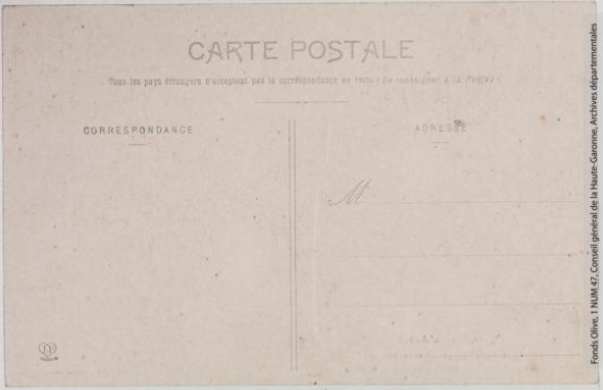 CARTE POSTALE
Tous les pays étrangers n'acceptent pas la correspondance au recto (Se renseigner à la Poste)
CORRESPONDANCE
ADRESSE
M
Fonds Olive, 1 NUM 47, Conseil général de la Haute-Garonne, Archives départementales